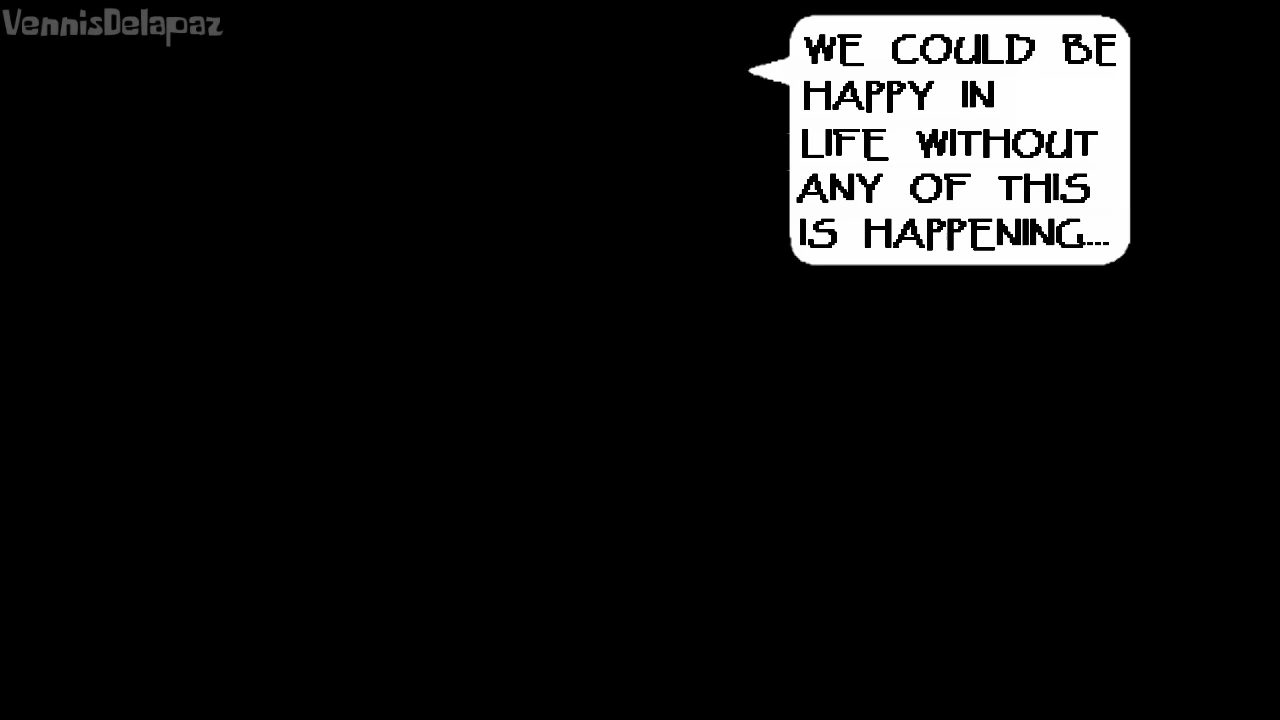 VennisDelapaz
WE COULD BE
HAPPY IN
LIFE WITHOUT
ANY OF THIS
IS HAPPENING...